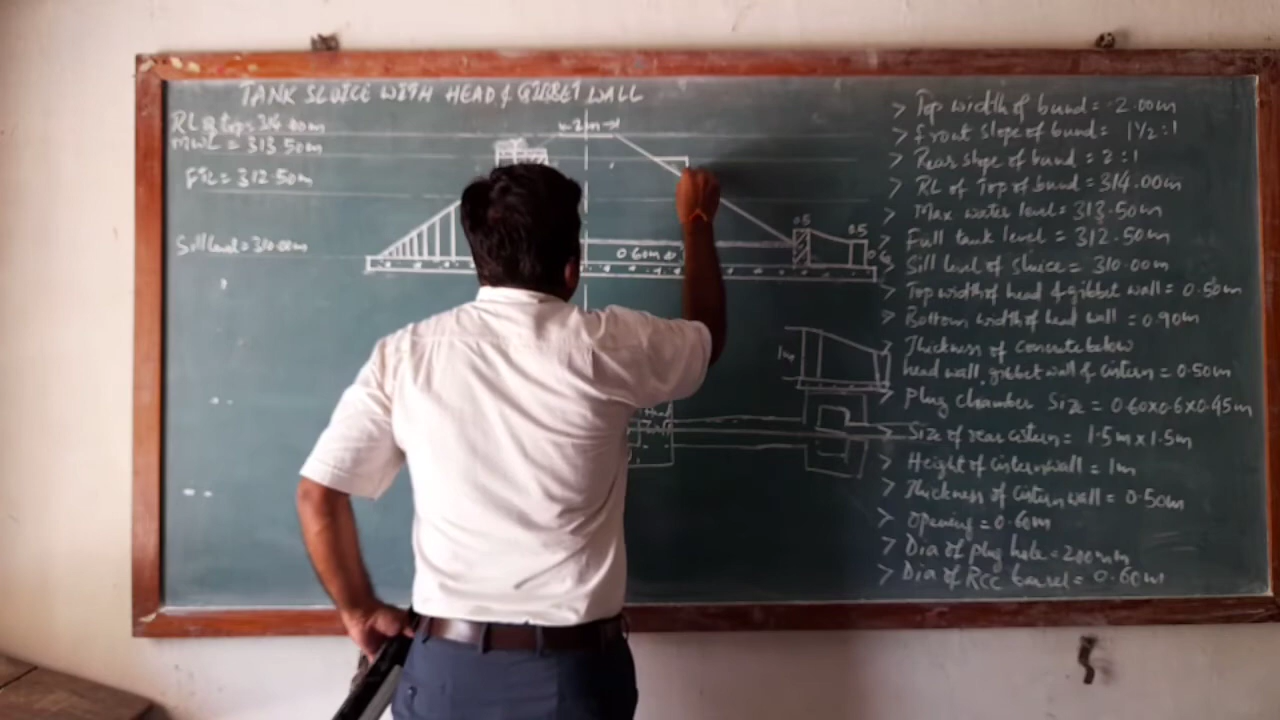 TANK SLUICE WITH HEAD & GIBBET WALL
RL @ top = 314.00m
MWL = 313.50m
FTL = 312.50m
Sill level = 310.00m
2m
0.60m
0.5
0.5
0.6
1m
Head
> Top width of bund = 2.00m
> Front slope of bund = 1½:1
> Rear slope of bund = 2:1
> RL of Top of bund = 314.00m
> Max water level = 313.50m
> Full tank level = 312.50m
> Sill level of sluice = 310.00m
> Top width of head & gibbet wall = 0.50m
> Bottom width of head wall = 0.90m
> Thickness of concrete below
head wall, gibbet wall & cistern = 0.50m
> Plug chamber Size = 0.60x0.6x0.45m
> Size of rear cistern = 1.5m x 1.5m
> Height of cistern wall = 1m
> Thickness of cistern wall = 0.50m
> Opening = 0.60m
> Dia of plug hole = 200mm
> Dia of RCC barrel = 0.60m